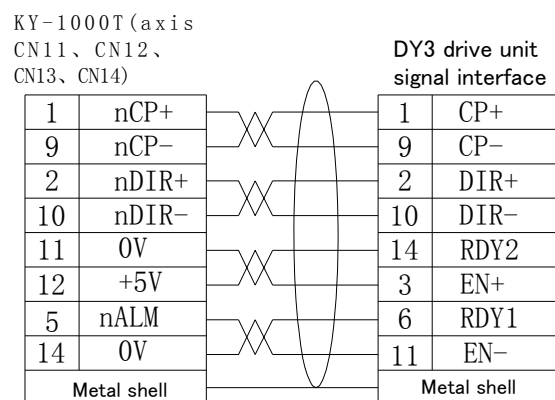 KY-1000T(axis
CN11、CN12、
CN13、CN14)
DY3 drive unit
signal interface
1 nCP+ 1 CP+
9 nCP- 9 CP-
2 nDIR+ 2 DIR+
10 nDIR- 10 DIR-
11 0V 14 RDY2
12 +5V 3 EN+
5 nALM 6 RDY1
14 0V 11 EN-
Metal shell Metal shell